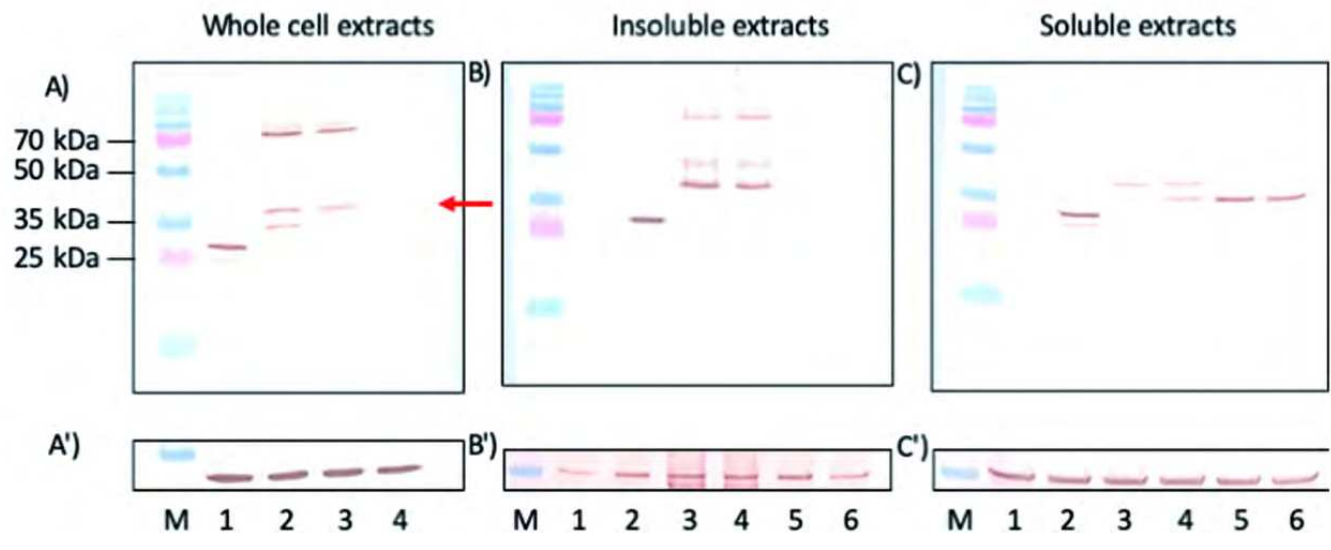 Whole cell extracts Insoluble extracts Soluble extracts
A) B) C)
70 kDa
50 kDa
35 kDa
25 kDa
A') B') C')
M 1 2 3 4 M 1 2 3 4 5 6 M 1 2 3 4 5 6